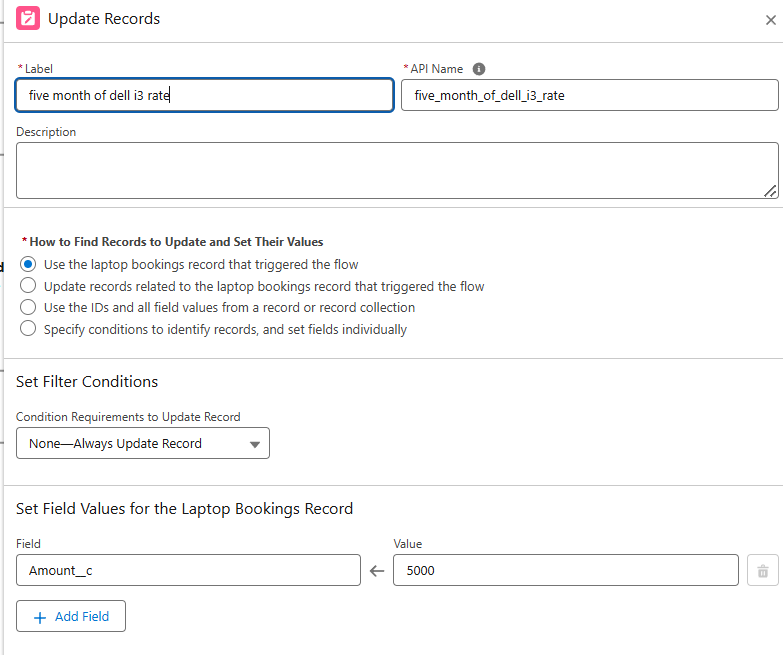 Update Records
* Label
* API Name
five month of dell i3 rate
five_month_of_dell_i3_rate
Description
* How to Find Records to Update and Set Their Values
Use the laptop bookings record that triggered the flow
Update records related to the laptop bookings record that triggered the flow
Use the IDs and all field values from a record or record collection
Specify conditions to identify records, and set fields individually
Set Filter Conditions
Condition Requirements to Update Record
None—Always Update Record
Set Field Values for the Laptop Bookings Record
Field
Value
Amount__c
5000
+ Add Field